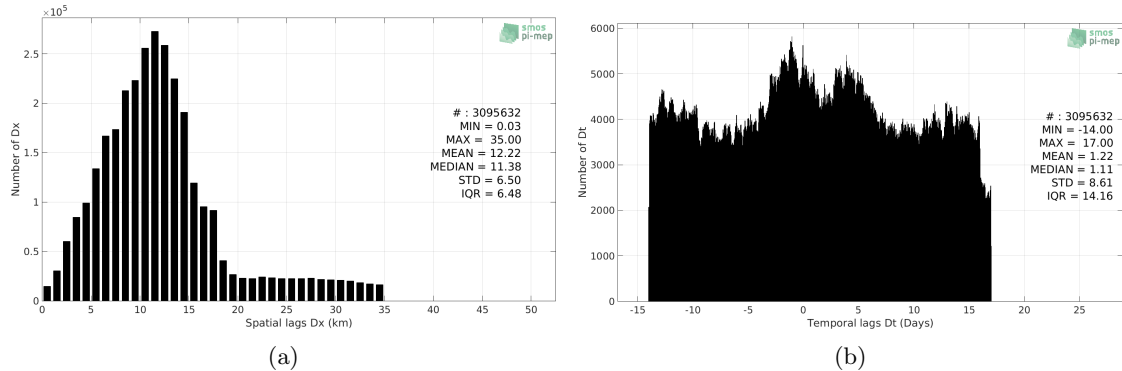 ×10^5
smos
pi-mep
2.5
2
1.5
1
0.5
0
# : 3095632
MIN = 0.03
MAX = 35.00
MEAN = 12.22
MEDIAN = 11.38
STD = 6.50
IQR = 6.48
Number of Dx
0 5 10 15 20 25 30 35 40 45 50
Spatial lags Dx (km)
(a)
smos
pi-mep
6000
5000
4000
3000
2000
1000
0
# : 3095632
MIN = -14.00
MAX = 17.00
MEAN = 1.22
MEDIAN = 1.11
STD = 8.61
IQR = 14.16
Number of Dt
-15 -10 -5 0 5 10 15 20 25
Temporal lags Dt (Days)
(b)